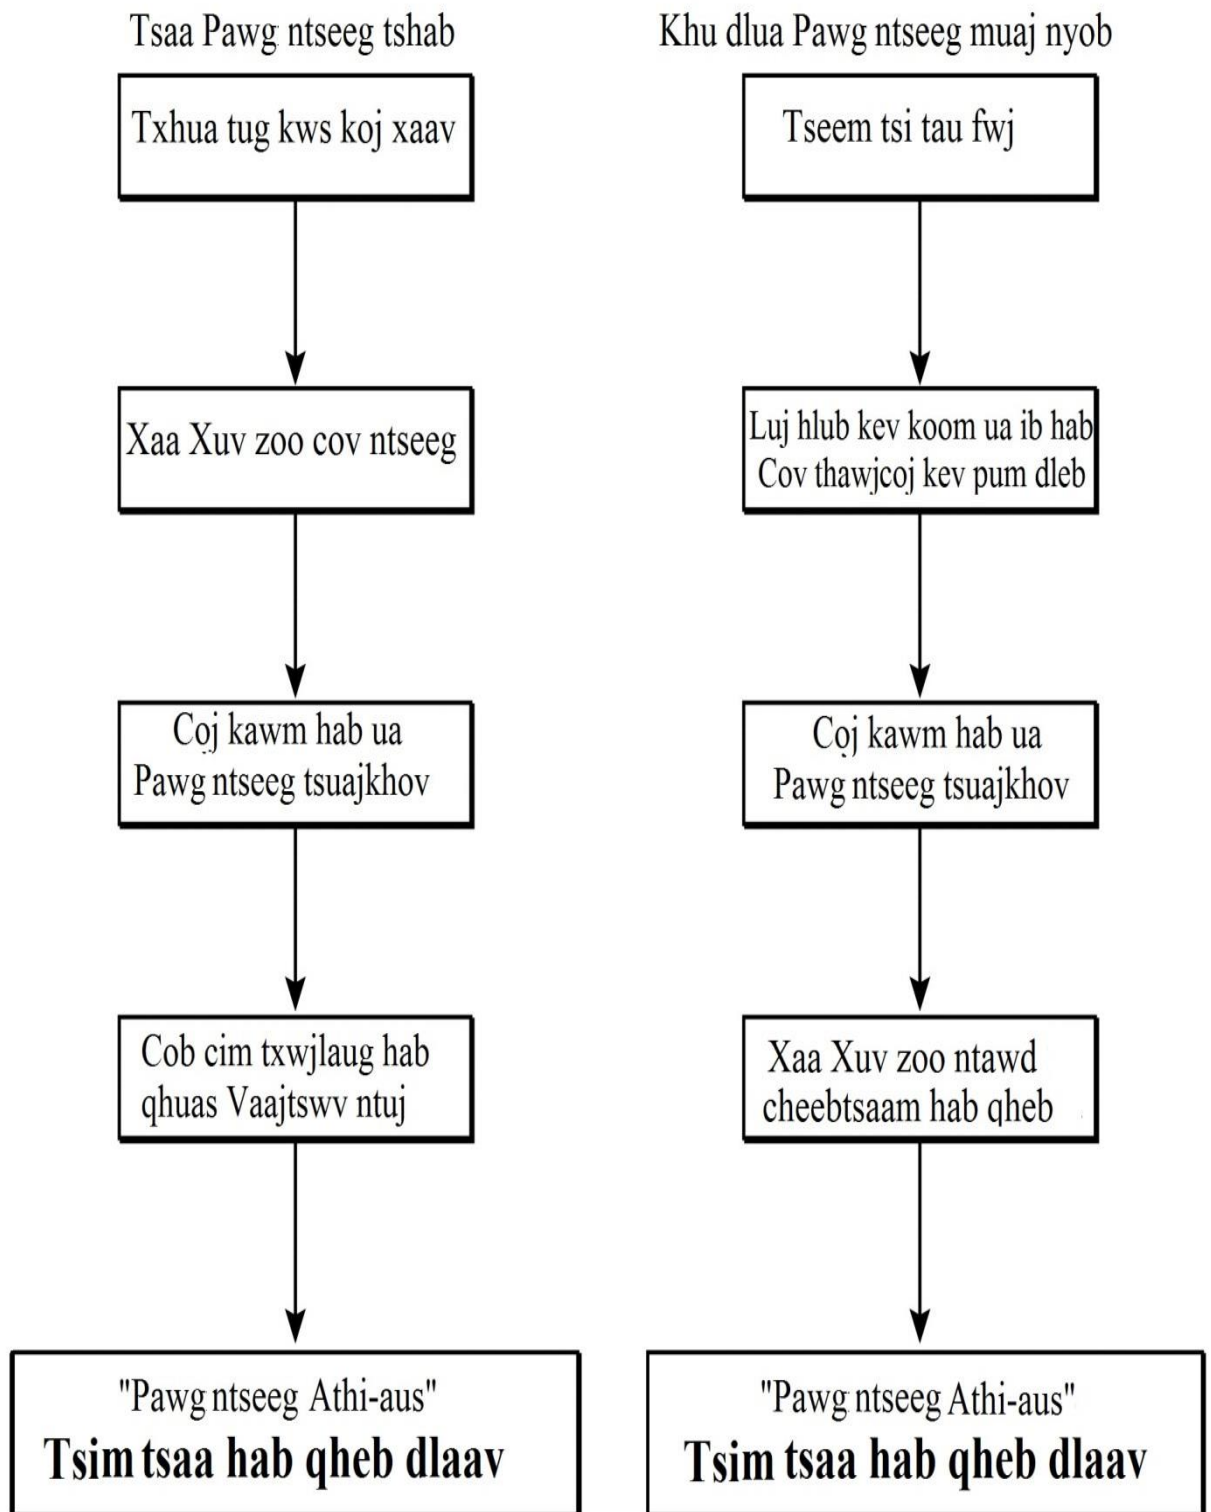 Tsaa Pawg ntseeg tshab
Txhua tug kws koj xaav
Xaa Xuv zoo cov ntseeg
Coj kawm hab ua
Pawg ntseeg tsuajkhov
Cob cim txwjlaug hab
qhuas Vaajtswv ntuj
"Pawg ntseeg Athi-aus"
Tsim tsaa hab qheb dlaav
Khu dlua Pawg ntseeg muaj nyob
Tseem tsi tau fwj
Luj hlub kev koom ua ib hab
Cov thawjcoj kev pum dleb
Coj kawm hab ua
Pawg ntseeg tsuajkhov
Xaa Xuv zoo ntawd
cheebtsaam hab qheb
"Pawg ntseeg Athi-aus"
Tsim tsaa hab qheb dlaav